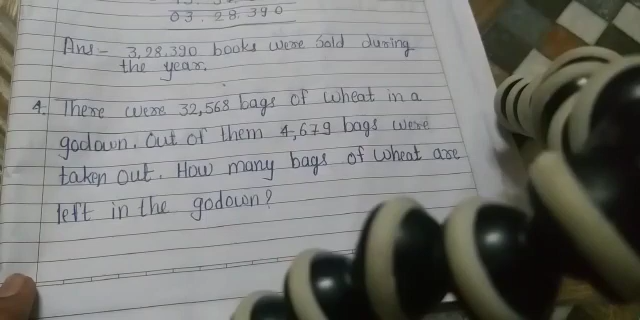 03.28.390
Ans- 3,28,390 books were sold during
the year.
4. There were 32,568 bags of wheat in a
godown. Out of them 4,679 bags were
taken out. How many bags of wheat are
left in the godown?